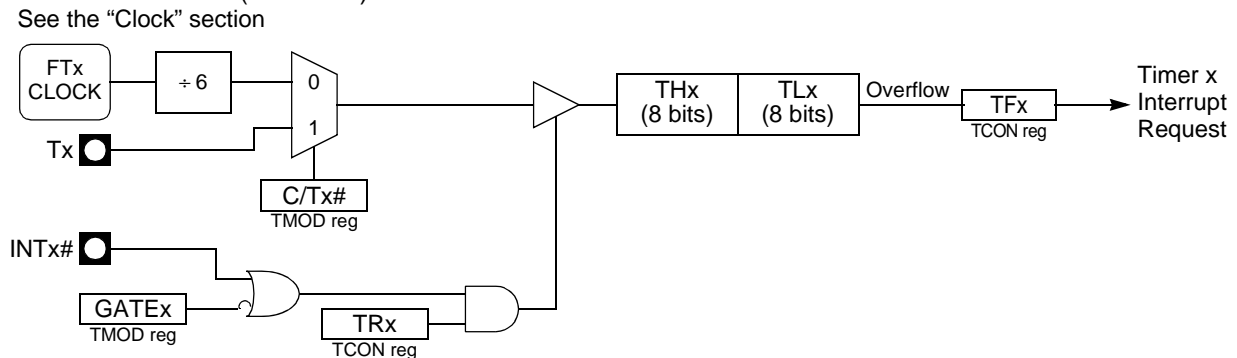 See the “Clock” section
FTx
CLOCK
÷ 6
0
1
Tx
C/Tx#
TMOD reg
THx
(8 bits)
TLx
(8 bits)
Overflow
TFx
TCON reg
Timer x
Interrupt
Request
INTx#
GATEx
TMOD reg
TRx
TCON reg